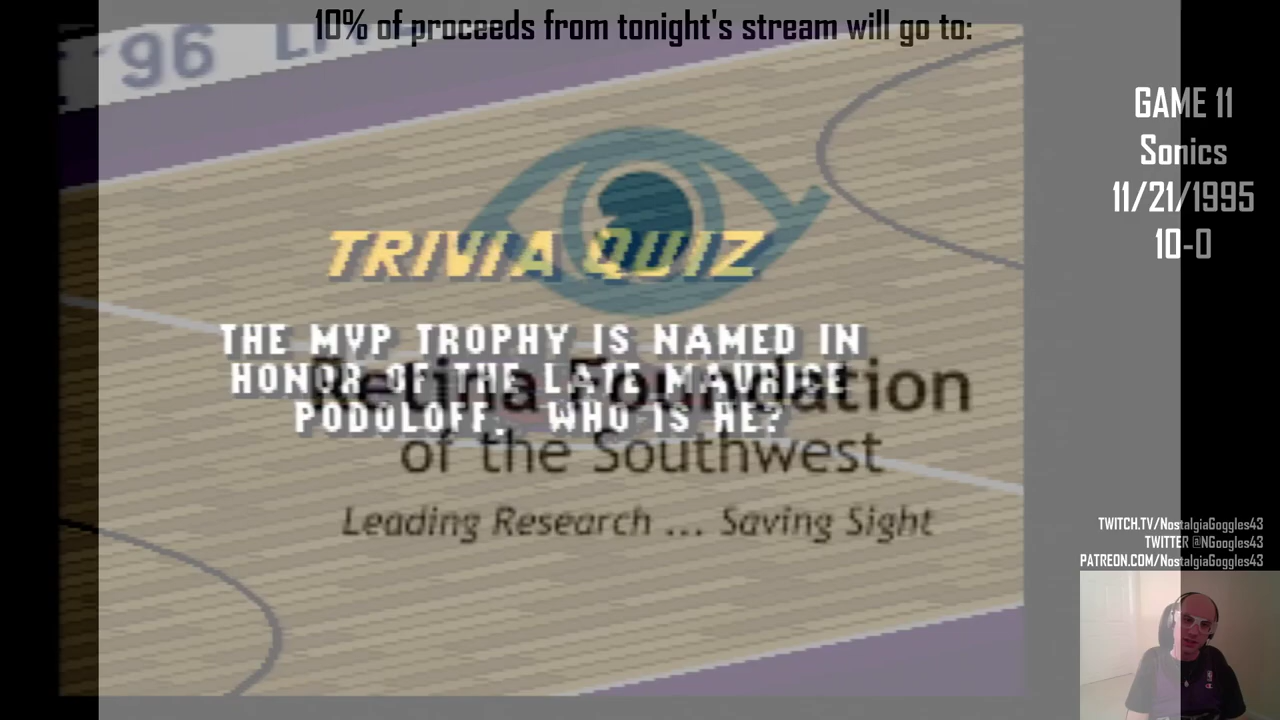 10% of proceeds from tonight's stream will go to:
'96 LI
GAME 11
Sonics
11/21/1995
10-0
TRIVIA QUIZ
THE MVP TROPHY IS NAMED IN
HONOR OF THE LATE MAURICE
PODOLOFF. WHO IS HE?
Retina Foundation
of the Southwest
Leading Research ... Saving Sight
TWITCH.TV/NostalgiaGoggles43
TWITTER @NGoogles43
PATREON.COM/NostalgiaGoggles43